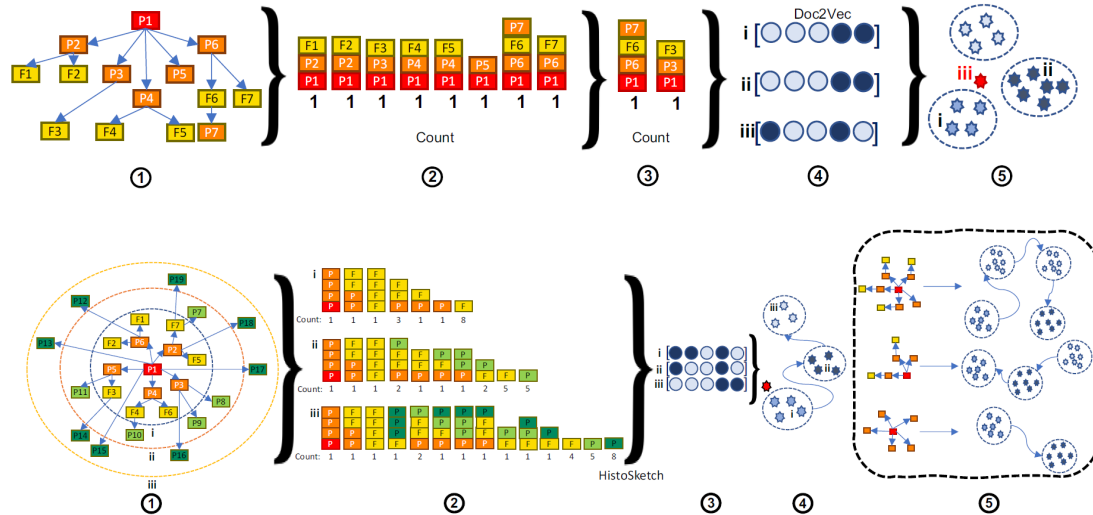 P1
P2 P6
F1 F2 P3 P5
P4 F6 F7
F3 F4 F5 P7
①
P7
F1 F2 F3 F4 F5 F6 F7
P2 P2 P3 P4 P4 P5 P6 P6
P1 P1 P1 P1 P1 P1 P1 P1
1 1 1 1 1 1 1 1
Count
②
P7
F6 F3
P6 P3
P1 P1
1 1
Count
③
Doc2Vec
i
ii
iii
④
iii
ii
i
⑤
P19
P12
F1 P7
P13 F7 P18
F2 P6 P2
F5
P5 P1 P17
P11 F3 P4 P3
P8
F4 F6
P14 P10 i P9
P15 ii P16
iii
①
i
P F F
P F F F
P P F F F
P F F P P P F
Count: 1 1 1 3 1 1 8
ii
P F F P
P F F F P P
P P F F F P F
P P F P P P F F P
Count: 1 1 1 2 1 1 2 5 5
iii
Count: 1 1 1 1 2 1 1 1 1 1 4 5 8
②
HistoSketch
i
ii
iii
③
iii
ii
i
④
⑤